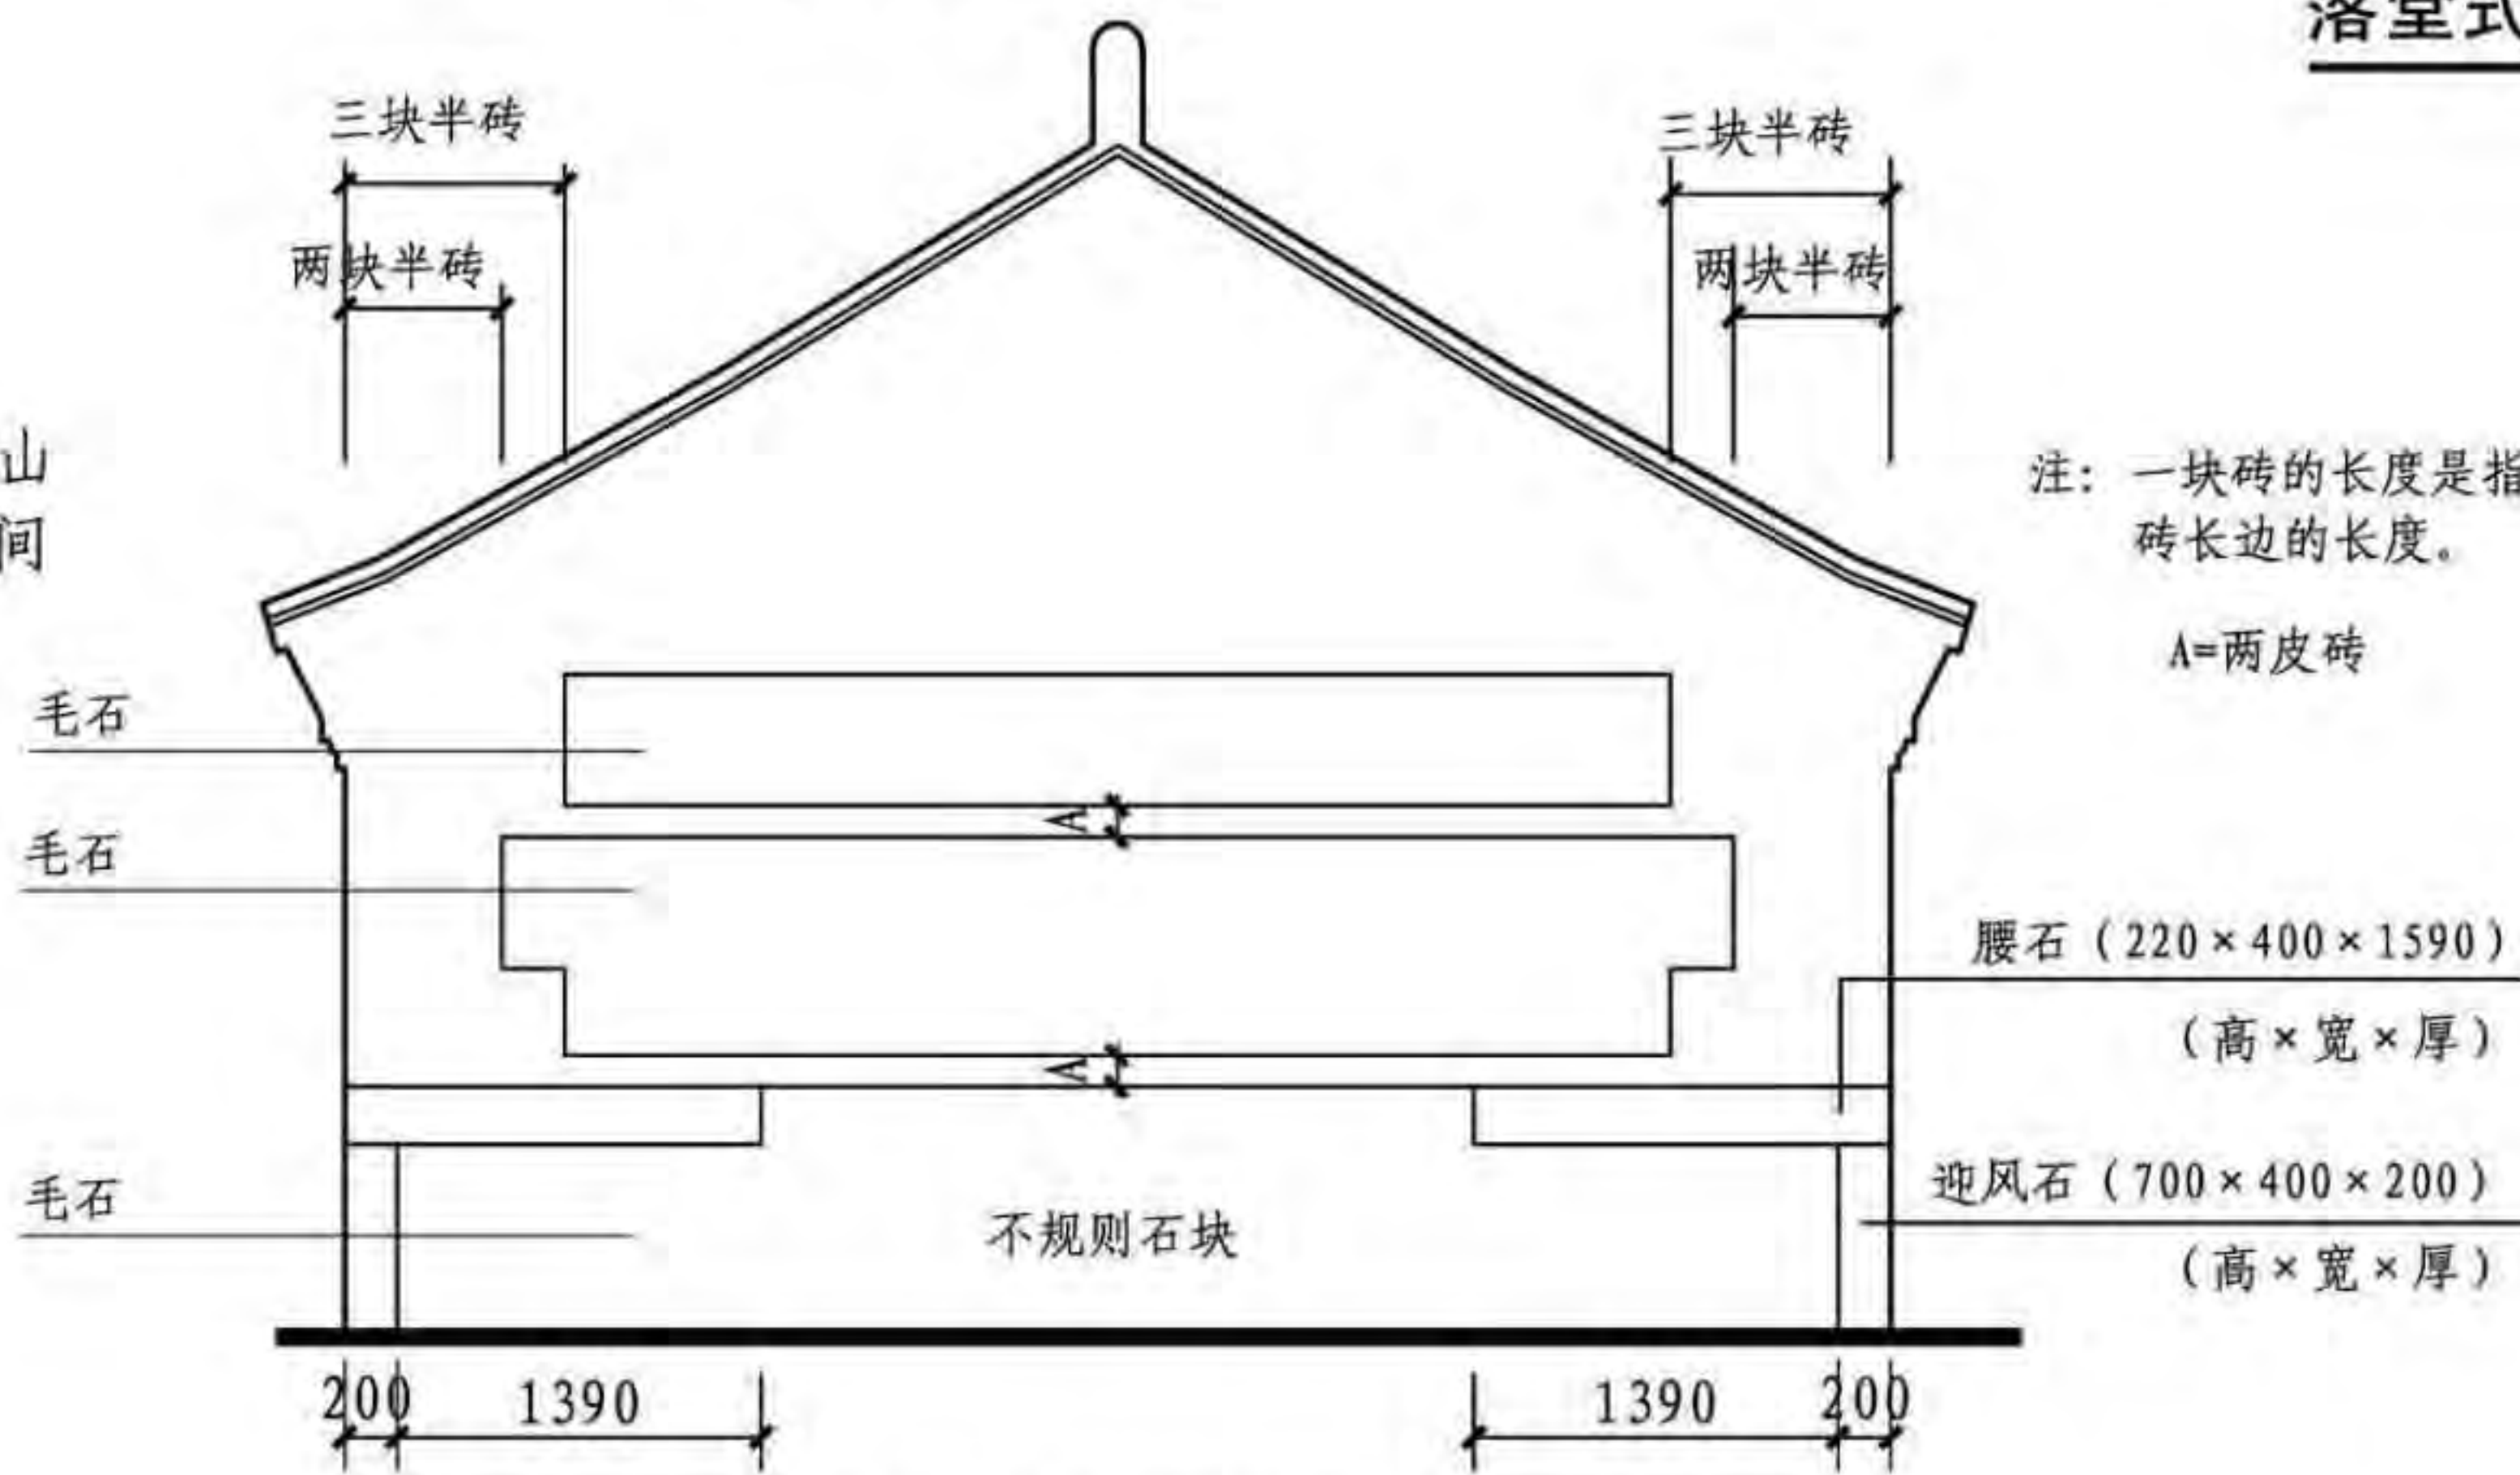 落堂式
三块半砖
三块半砖
两块半砖
两块半砖
山
间
注: 一块砖的长度是指
砖长边的长度。
A=两皮砖
毛石
A
毛石
腰石 (220×400×1590)
(高×宽×厚)
A
毛石
迎风石 (700×400×200)
不规则石块
(高×宽×厚)
200
1390
1390
200